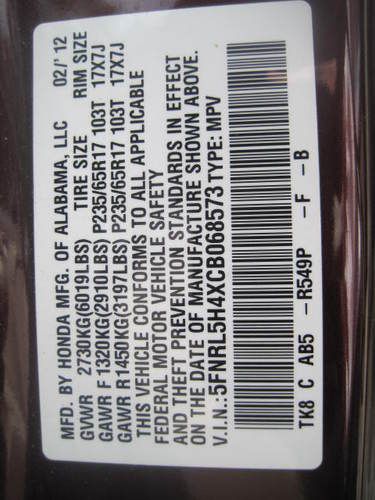 MFD. BY HONDA MFG. OF ALABAMA, LLC 02/'12
GVWR 2730KG(6019LBS) TIRE SIZE RIM SIZE
GAWR F 1320KG(2910LBS) P235/65R17 103T 17X7J
GAWR R1450KG(3197LBS) P235/65R17 103T 17X7J
THIS VEHICLE CONFORMS TO ALL APPLICABLE
FEDERAL MOTOR VEHICLE SAFETY
AND THEFT PREVENTION STANDARDS IN EFFECT
ON THE DATE OF MANUFACTURE SHOWN ABOVE.
V.I.N.:5FNRL5H4XCB068573 TYPE: MPV
TK8 C AB5 -R549P -F -B